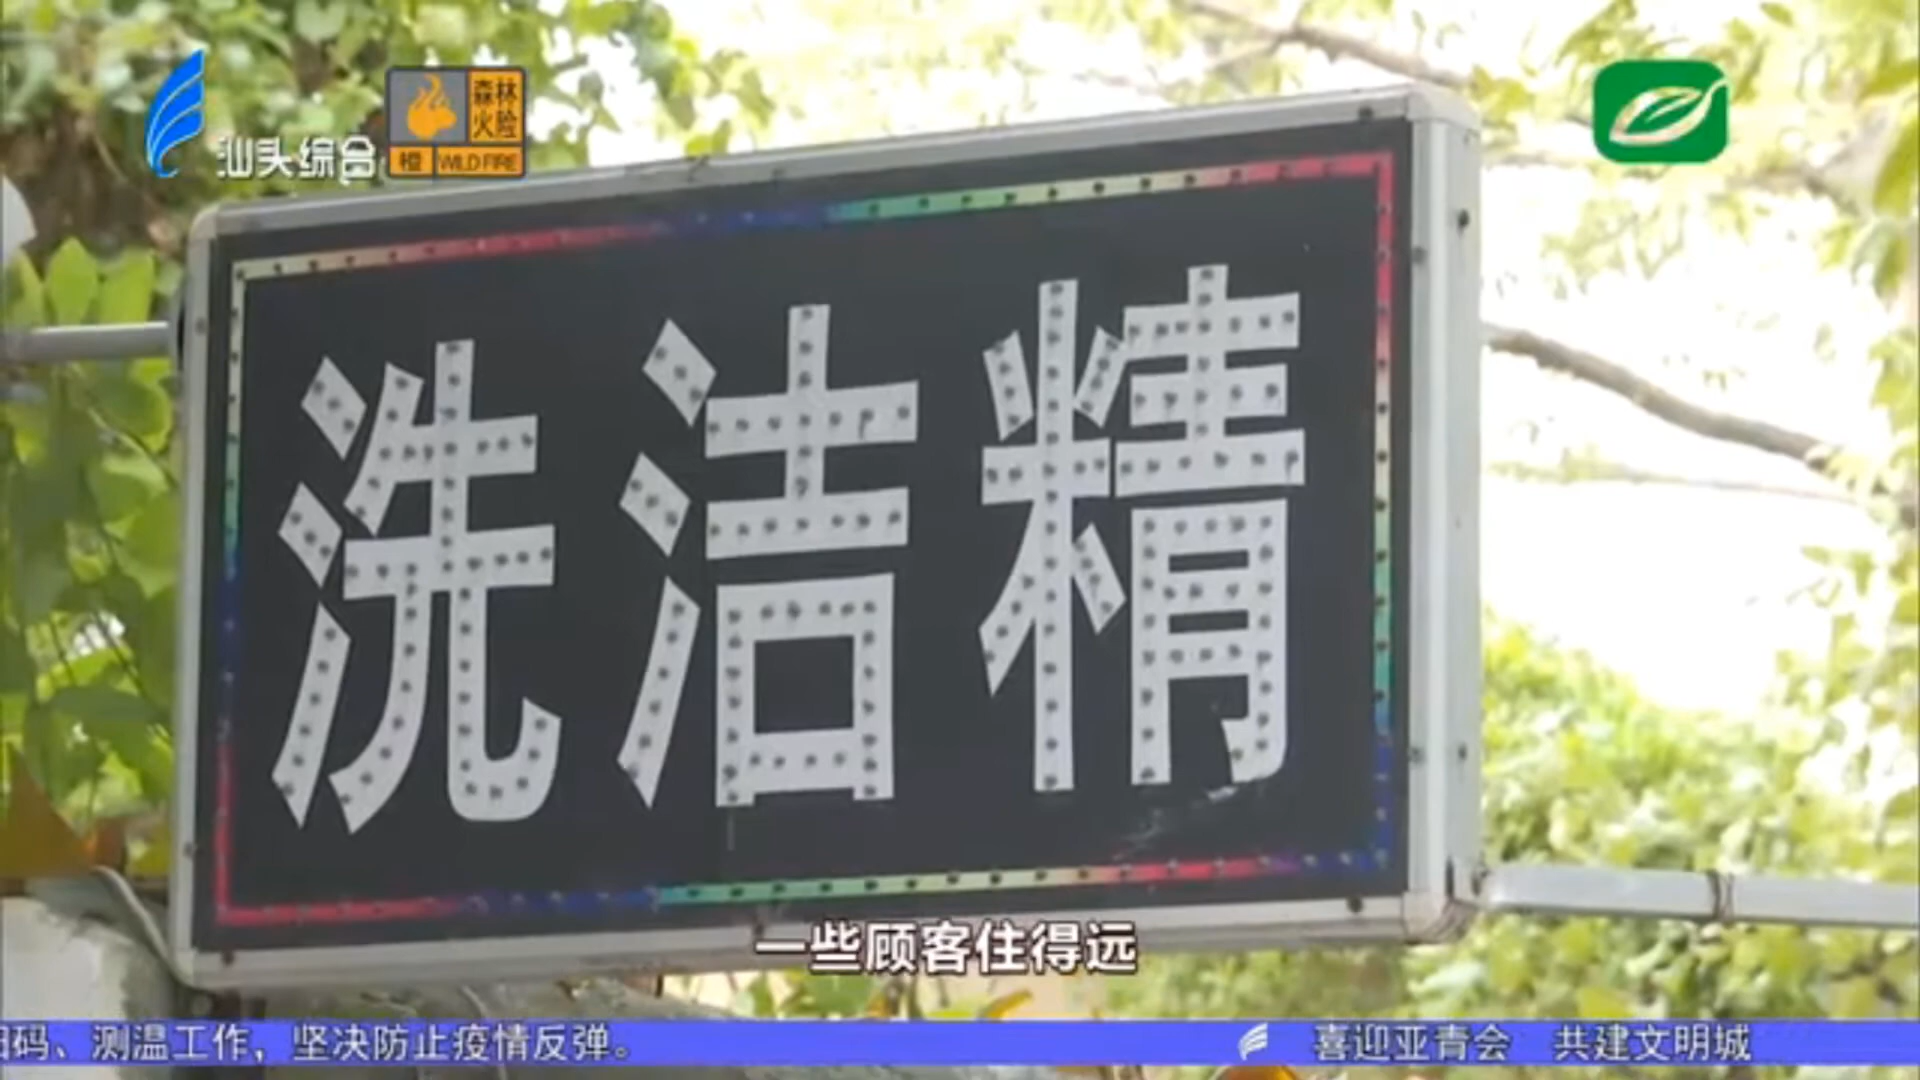 汕头综合
森林
火险
橙 WILD FIRE
洗洁精
一些顾客住得远
码、测温工作，坚决防止疫情反弹。 喜迎亚青会 共建文明城